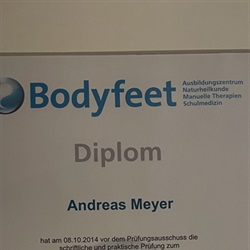 Bodyfeet
Ausbildungszentrum
Naturheilkunde
Manuelle Therapien
Schulmedizin
Diplom
Andreas Meyer
hat am 08.10.2014 vor dem Prüfungsausschuss die
schriftliche und praktische Prüfung zum